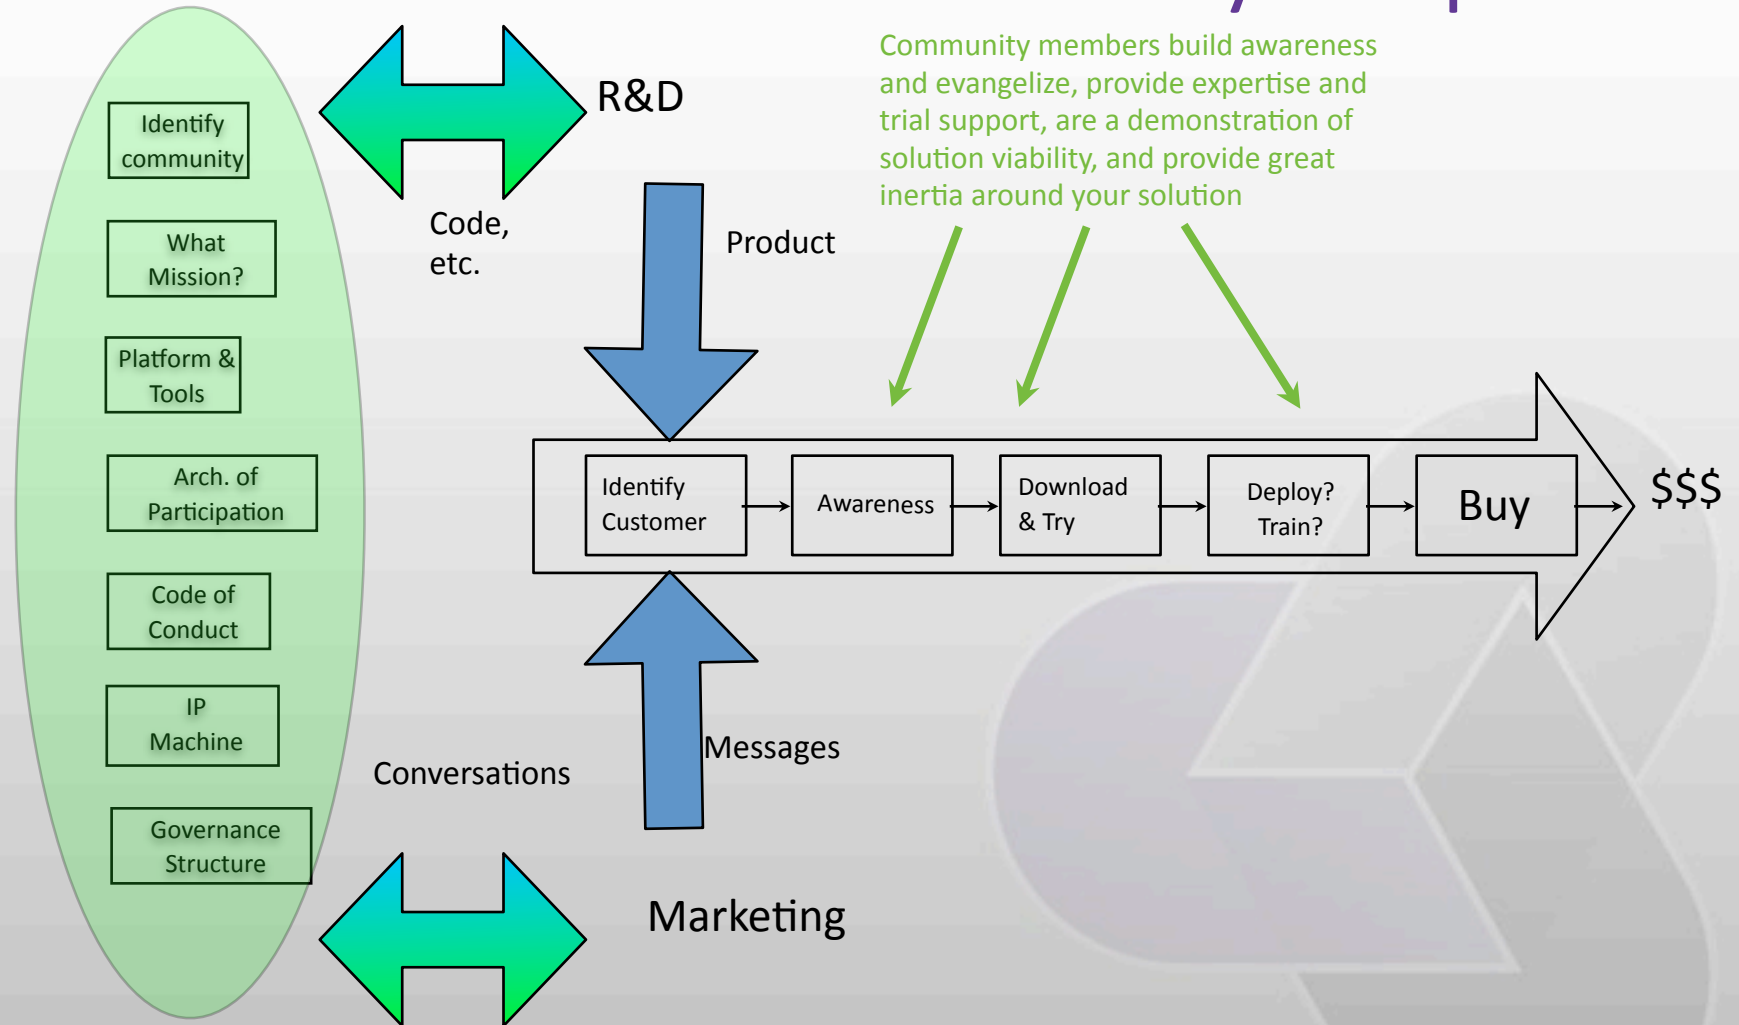 Identify
community
What
Mission?
Platform &
Tools
Arch. of
Participation
Code of
Conduct
IP
Machine
Governance
Structure
R&D
Code,
etc.
Product
Community members build awareness
and evangelize, provide expertise and
trial support, are a demonstration of
solution viability, and provide great
inertia around your solution
Identify
Customer
Awareness
Download
& Try
Deploy?
Train?
Buy
$$$
Messages
Conversations
Marketing